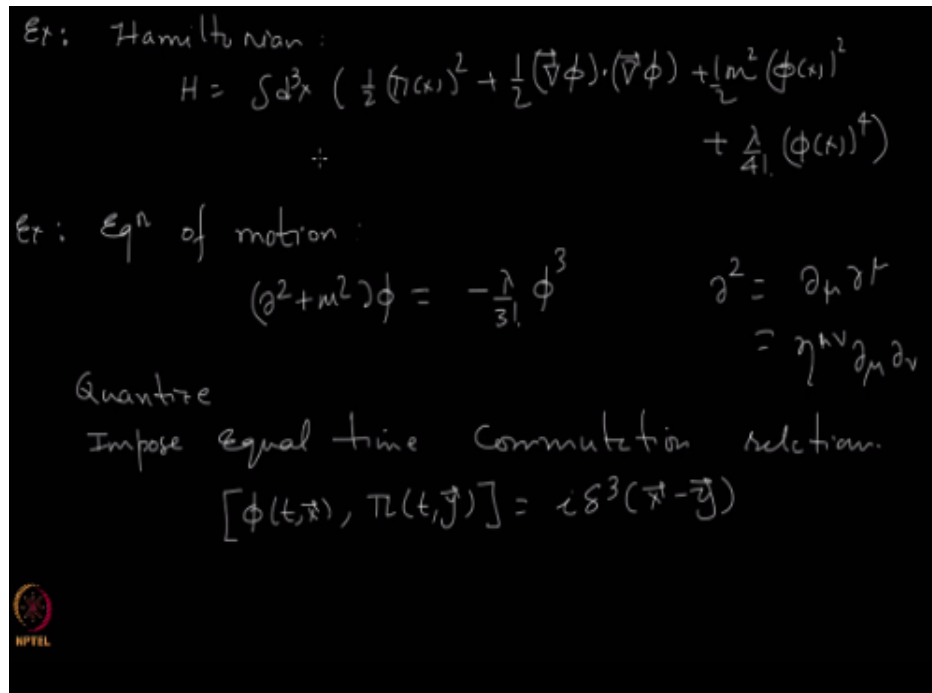 Ex: Hamiltonian:
H = ∫d³x ( ½ (π(x))² + ½ (∇⃗φ)·(∇⃗φ) + ½ m² (φ(x))²
+ λ/4! (φ(x))⁴)
Ex: Eqⁿ of motion:
(∂²+m²)φ = -λ/3! φ³ ∂² = ∂μ ∂^μ
= η^μν ∂μ ∂ν
Quantize
Impose Equal time Commutation relation.
[φ(t,x⃗), π(t,y⃗)] = iδ³(x⃗-y⃗)
NPTEL